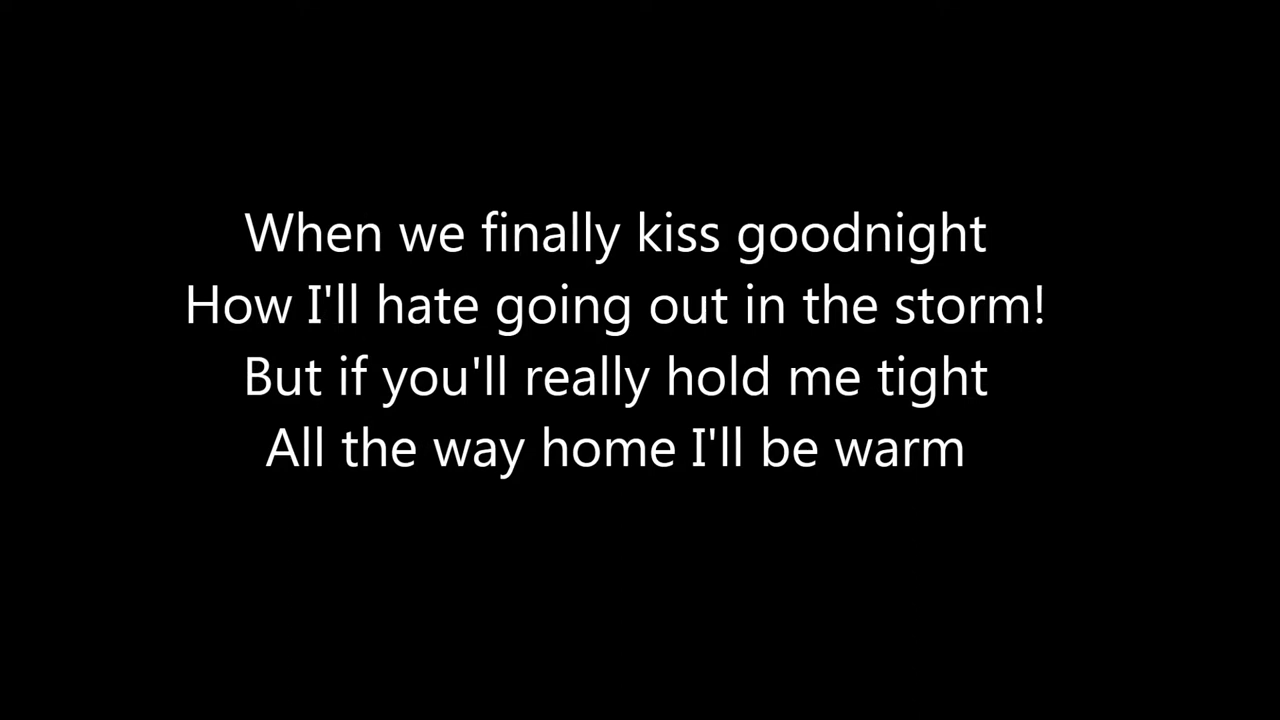 When we finally kiss goodnight
How I'll hate going out in the storm!
But if you'll really hold me tight
All the way home I'll be warm